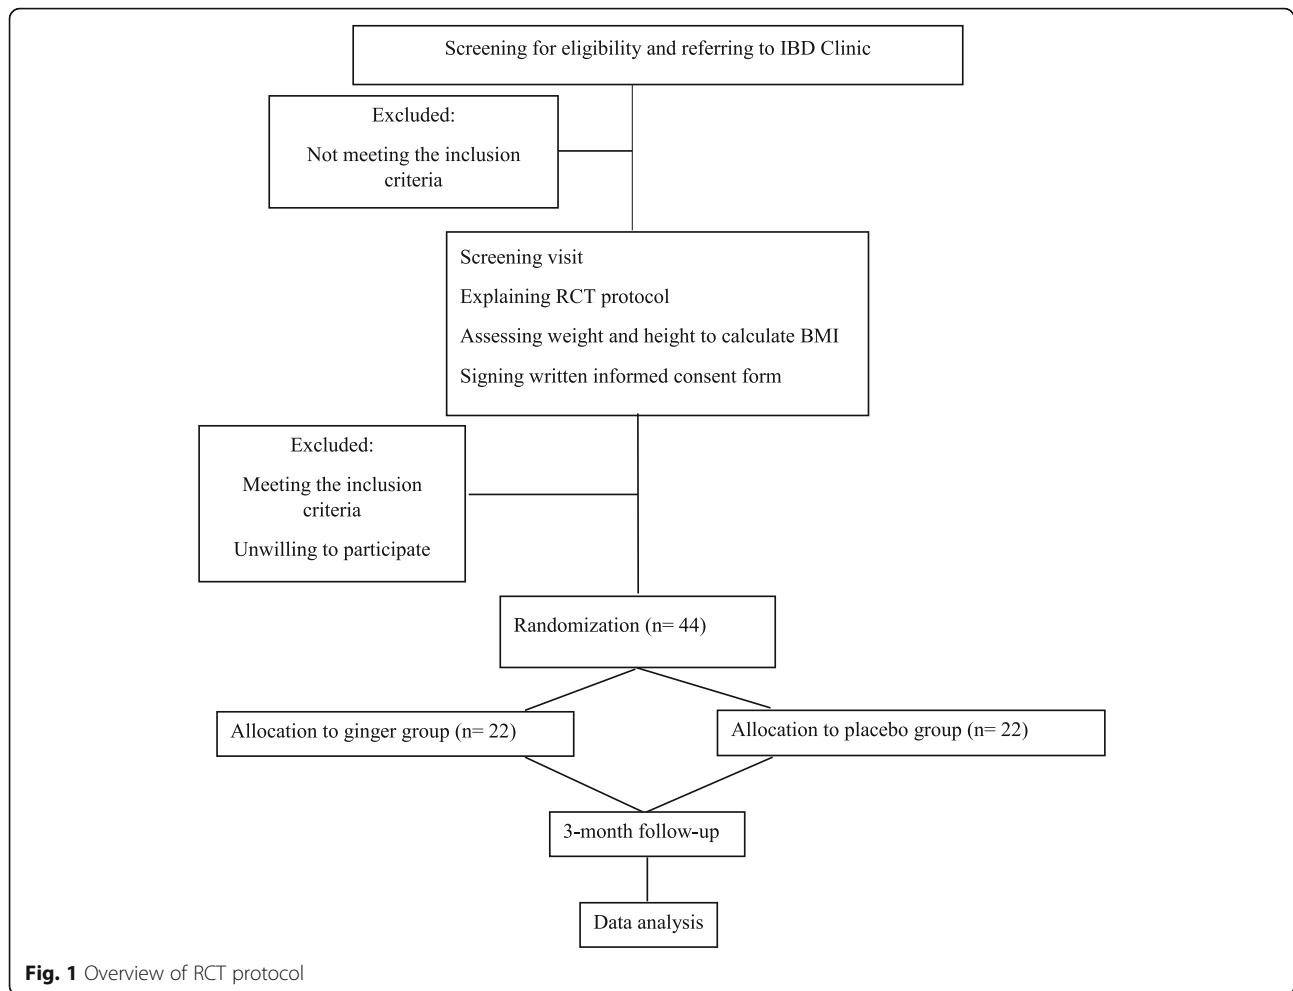 Screening for eligibility and referring to IBD Clinic
Excluded:
Not meeting the inclusion
criteria
Screening visit
Explaining RCT protocol
Assessing weight and height to calculate BMI
Signing written informed consent form
Excluded:
Meeting the inclusion
criteria
Unwilling to participate
Randomization (n= 44)
Allocation to ginger group (n= 22)
Allocation to placebo group (n= 22)
3-month follow-up
Data analysis
Fig. 1 Overview of RCT protocol